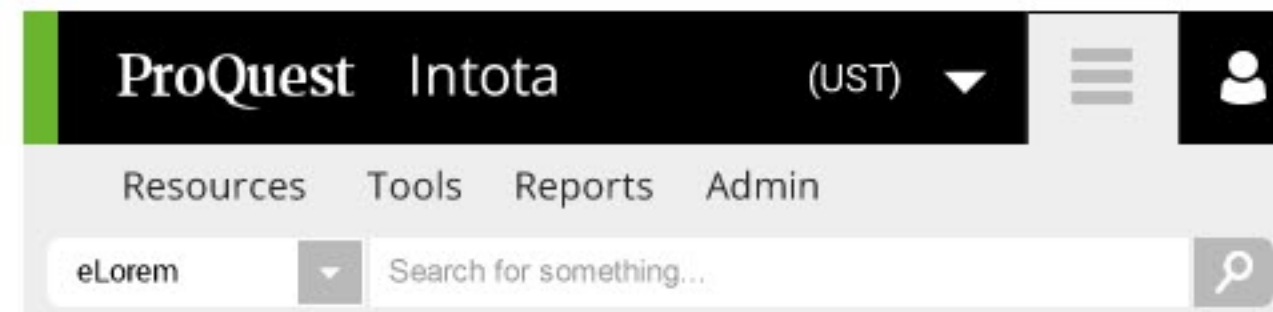 ProQuest Intota (UST)
Resources Tools Reports Admin
eLorem Search for something...